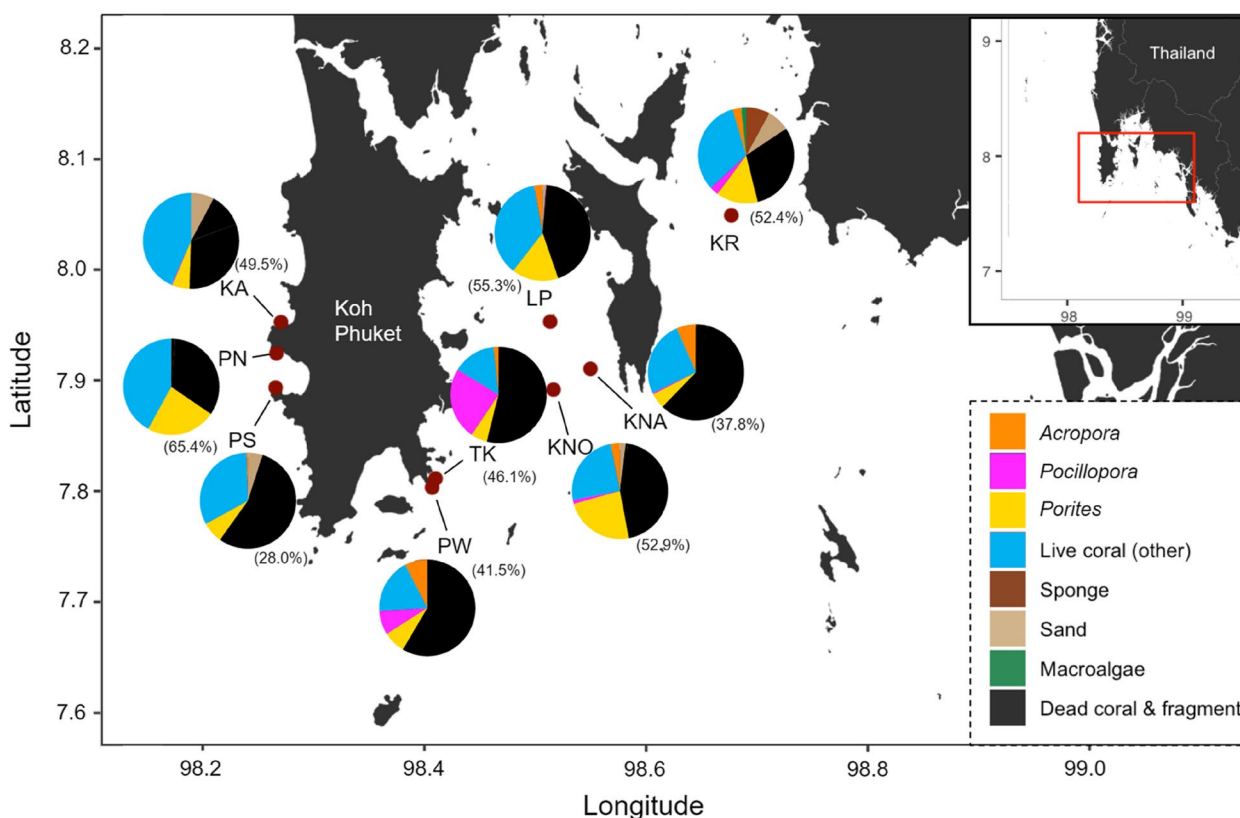 8.2
8.1
8.0
7.9
7.8
7.7
7.6
Latitude
98.2
98.4
98.6
98.8
99.0
Longitude
Koh
Phuket
KA
(49.5%)
PN
(65.4%)
PS
(28.0%)
LP
(55.3%)
KR
(52.4%)
TK
(46.1%)
PW
(41.5%)
KNO
(52.9%)
KNA
(37.8%)
Thailand
9
8
7
98
99
Acropora
Pocillopora
Porites
Live coral (other)
Sponge
Sand
Macroalgae
Dead coral & fragment